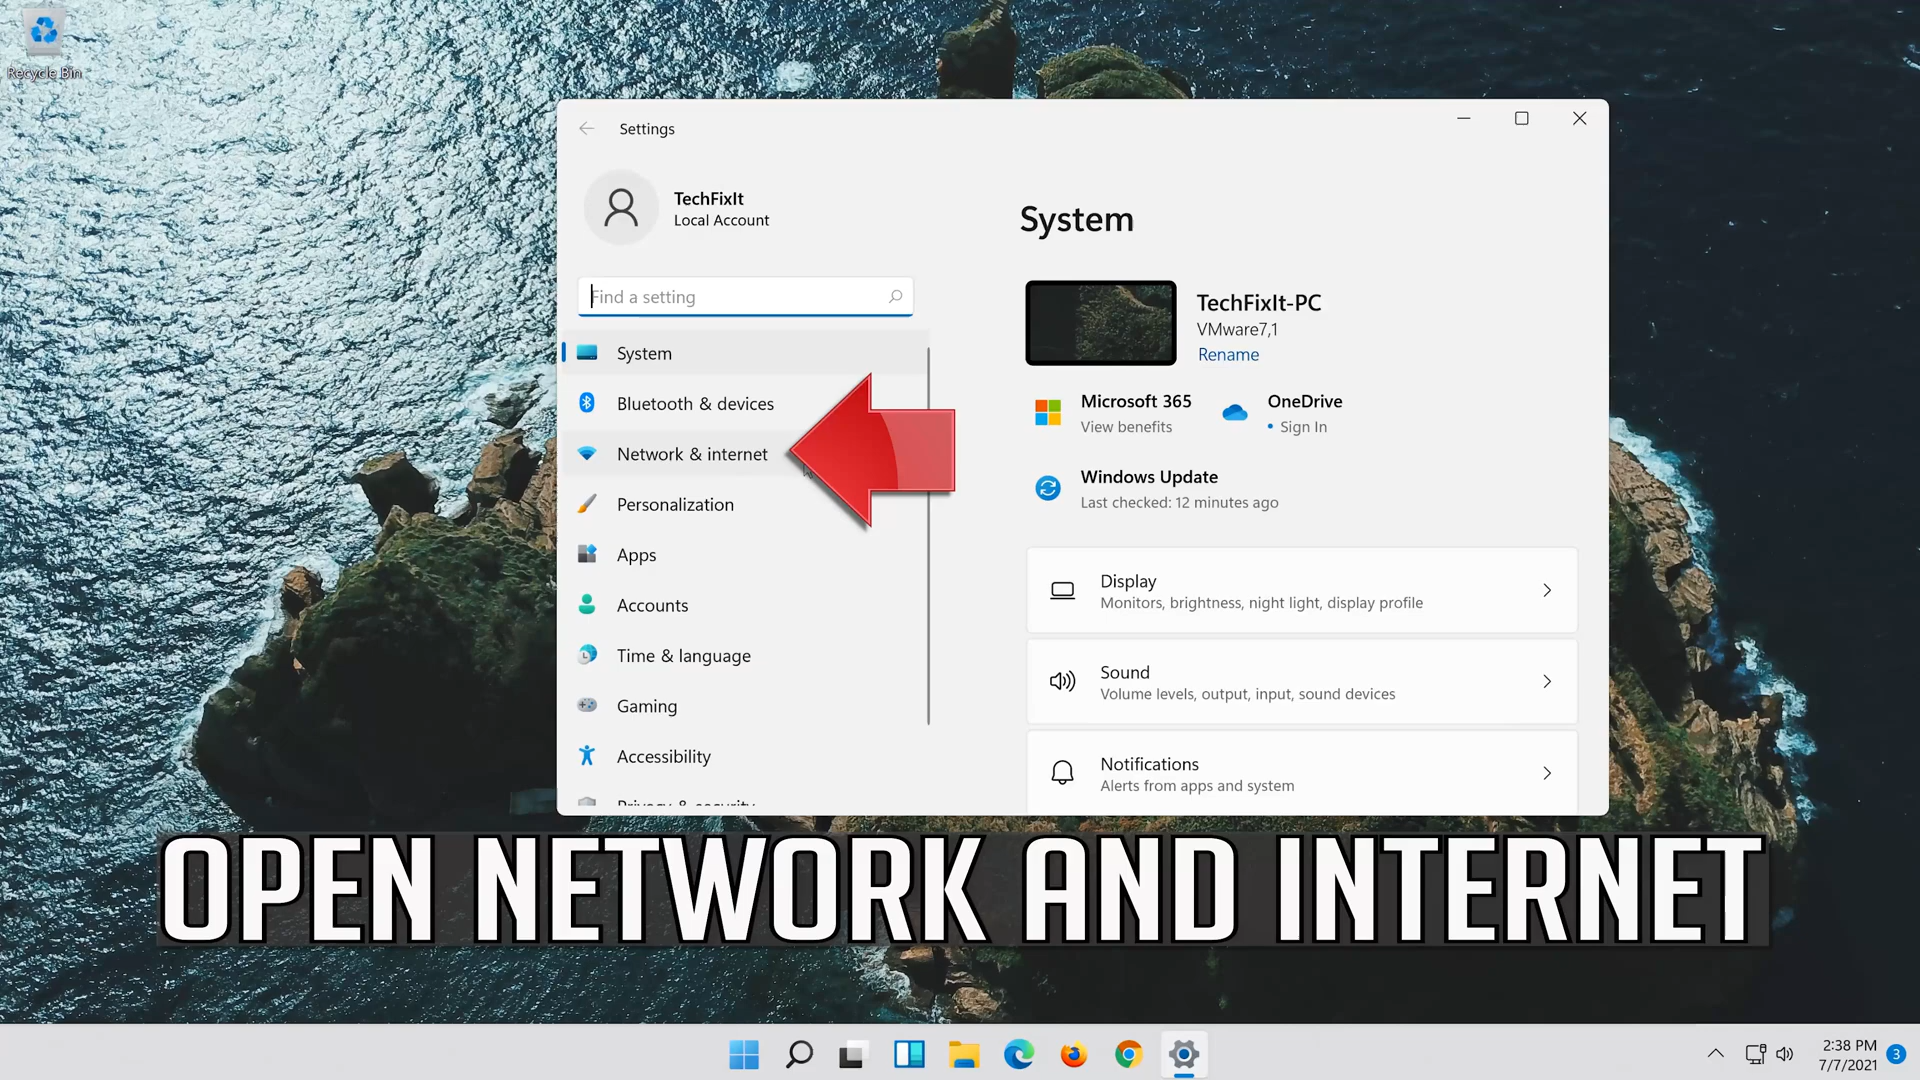 Recycle Bin
Settings
TechFixIt
Local Account
Find a setting
System
Bluetooth & devices
Network & internet
Personalization
Apps
Accounts
Time & language
Gaming
Accessibility
Privacy & security
System
TechFixIt-PC
VMware7,1
Rename
Microsoft 365
View benefits
OneDrive
• Sign In
Windows Update
Last checked: 12 minutes ago
Display
Monitors, brightness, night light, display profile
Sound
Volume levels, output, input, sound devices
Notifications
Alerts from apps and system
OPEN NETWORK AND INTERNET
2:38 PM
7/7/2021
3